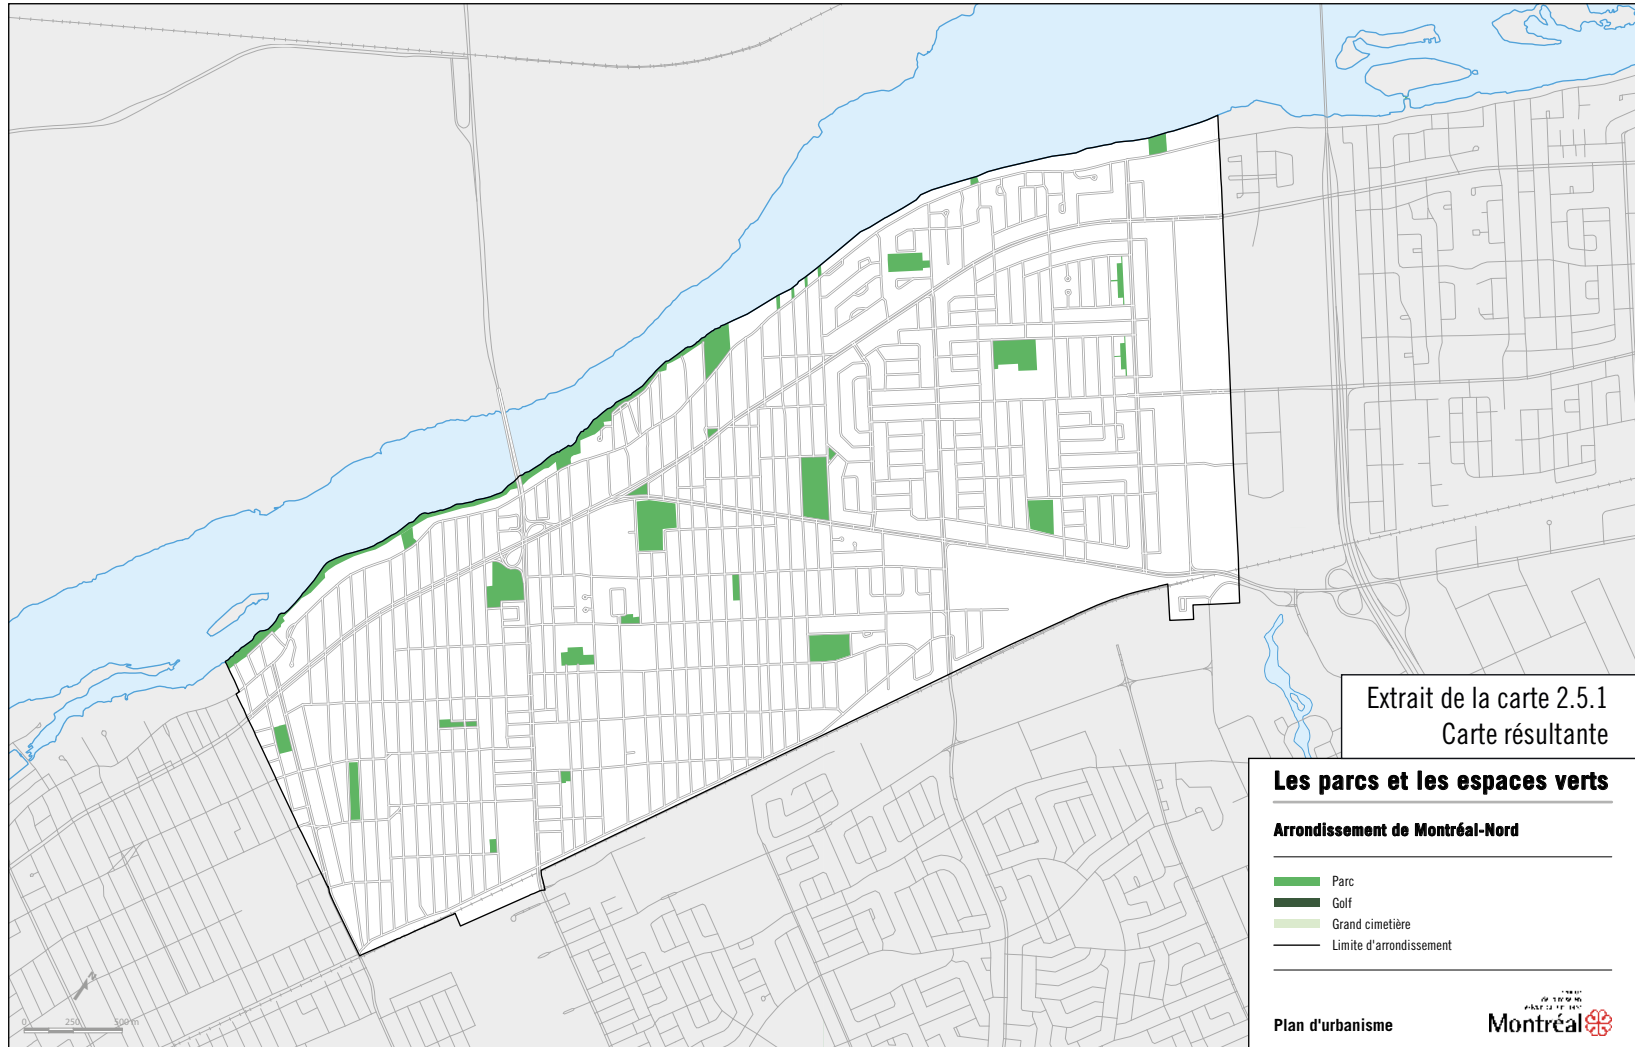 Extrait de la carte 2.5.1
Carte résultante
Les parcs et les espaces verts
Arrondissement de Montréal-Nord
Parc
Golf
Grand cimetière
Limite d'arrondissement
Plan d'urbanisme
Montréal
N
0 250 500 m